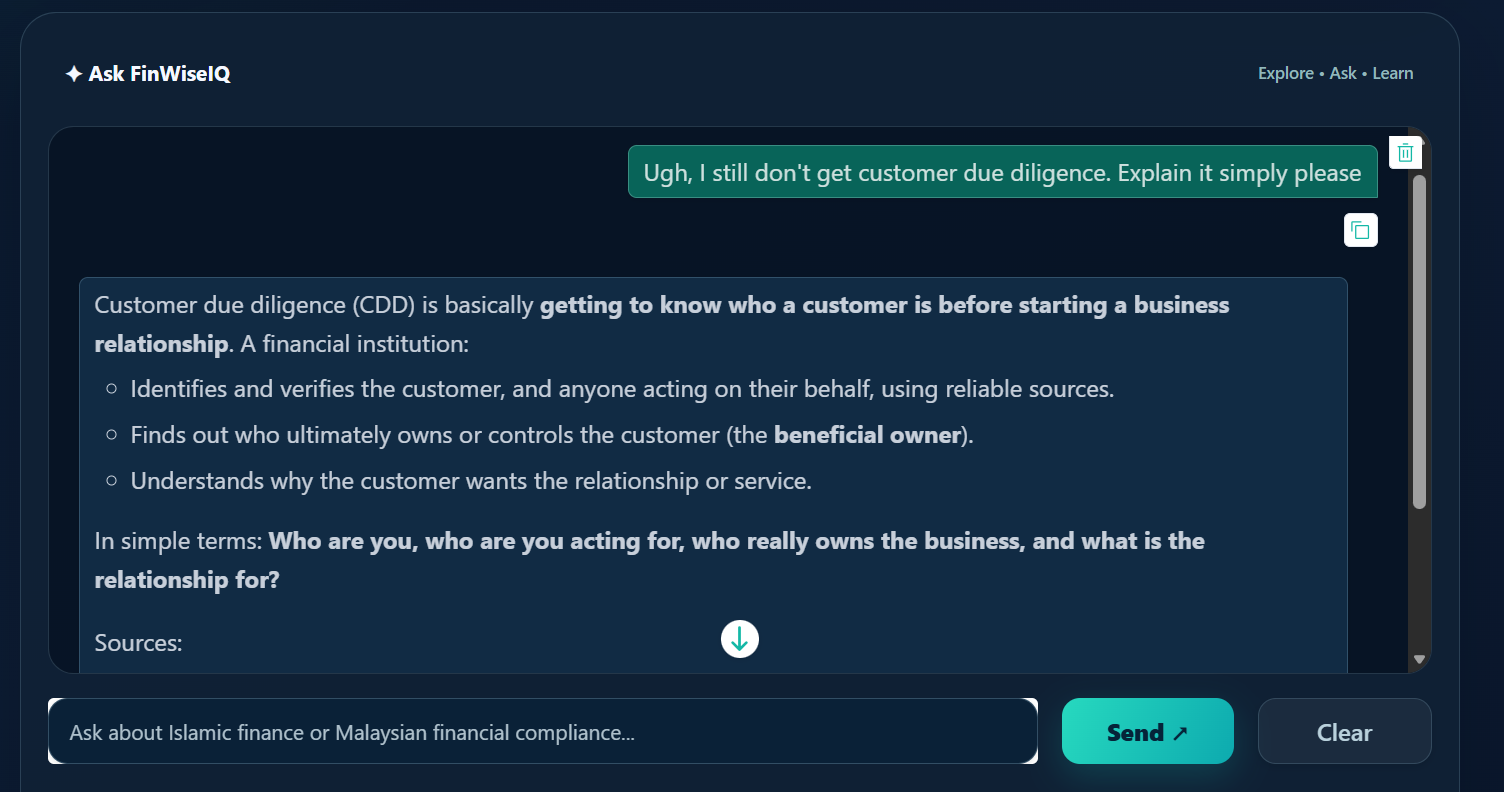 ✦ Ask FinWiseIQ
Explore • Ask • Learn
Ugh, I still don't get customer due diligence. Explain it simply please
Customer due diligence (CDD) is basically getting to know who a customer is before starting a business
relationship. A financial institution:
○ Identifies and verifies the customer, and anyone acting on their behalf, using reliable sources.
○ Finds out who ultimately owns or controls the customer (the beneficial owner).
○ Understands why the customer wants the relationship or service.
In simple terms: Who are you, who are you acting for, who really owns the business, and what is the
relationship for?
Sources:
Ask about Islamic finance or Malaysian financial compliance...
Send ↗
Clear